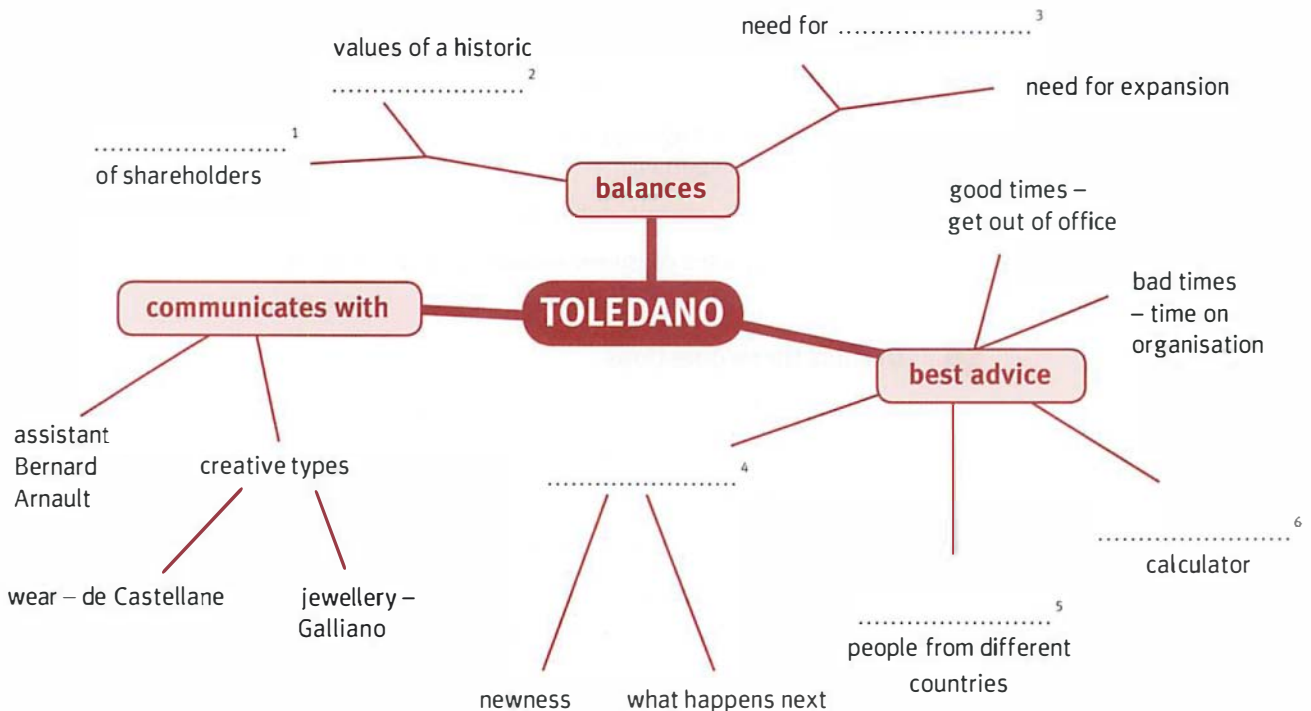 values of a historic
........................ 2
........................ 1
of shareholders
need for ........................ 3
need for expansion
balances
good times –
get out of office
bad times
– time on
organisation
communicates with
TOLEDANO
best advice
assistant
Bernard
Arnault
creative types
wear – de Castellane
jewellery –
Galliano
........................ 4
newness
what happens next
........................ 5
people from different
countries
........................ 6
calculator